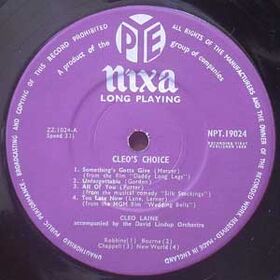 ALL RIGHTS OF THE MANUFACTURERS AND THE OWNER OF THE RECORDED WORKS RESERVED
UNAUTHORISED PUBLIC PERFORMANCE, BROADCASTING AND COPYING OF THIS RECORD PROHIBITED
PYE
A product of the
group of companies
nixa
LONG PLAYING
ZZ.1024-A
Speed 33⅓
NPT.19024
RECORDING FIRST
PUBLISHED
CLEO'S CHOICE
1 Something's Gotta Give (Mercer)
(from the film "Daddy Long Legs")
2 Unforgettable (Gordon)
3 All Of You (Porter)
(from the musical comedy "Silk Stockings")
4 Too Late Now (Lane, Lerner)
(from the MGM film "Wedding Bells")
CLEO LAINE
accompanied by the David Lindup Orchestra
Robbins) Bourne (2)
Chappell (3) New World (4)
MADE IN ENGLAND